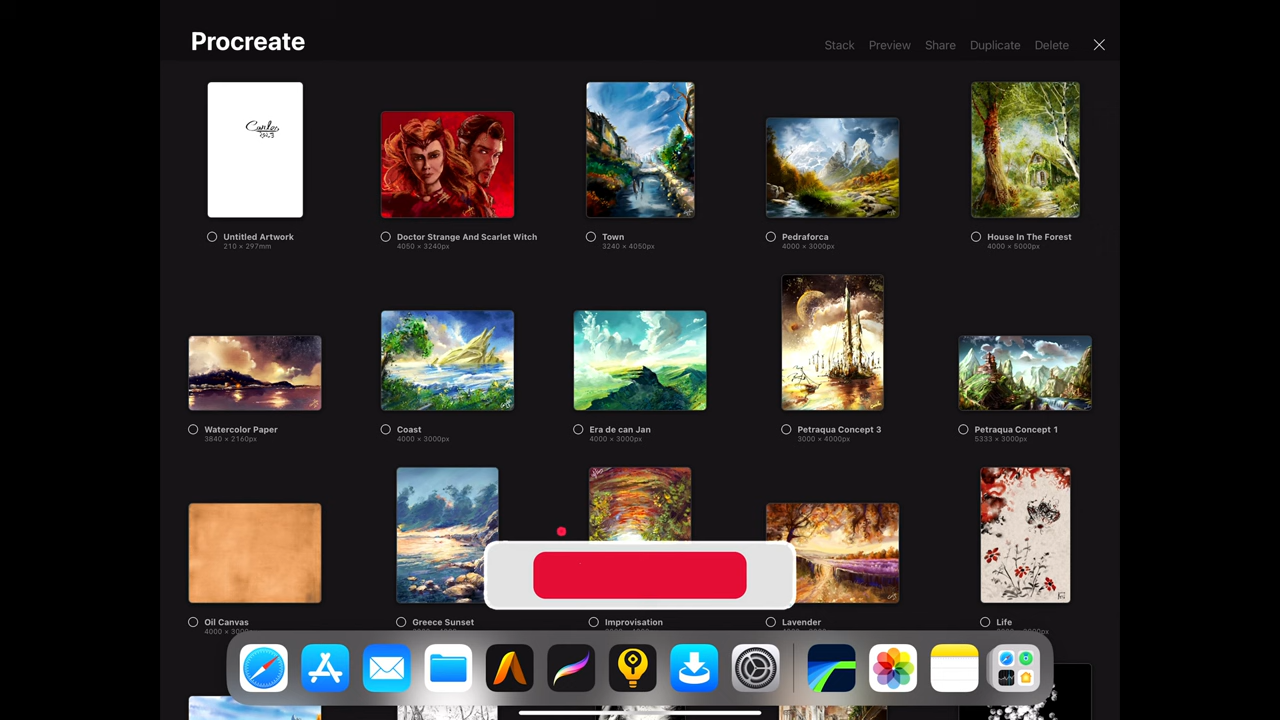 Procreate
Stack Preview Share Duplicate Delete
Untitled Artwork
210 × 297mm
Doctor Strange And Scarlet Witch
4050 × 3240px
Town
3240 × 4050px
Pedraforca
4000 × 3000px
House In The Forest
4000 × 5000px
Watercolor Paper
3840 × 2160px
Coast
4000 × 3000px
Era de can Jan
4000 × 3000px
Petraqua Concept 3
3000 × 4000px
Petraqua Concept 1
5333 × 3000px
Oil Canvas
Greece Sunset
Improvisation
Lavender
Life